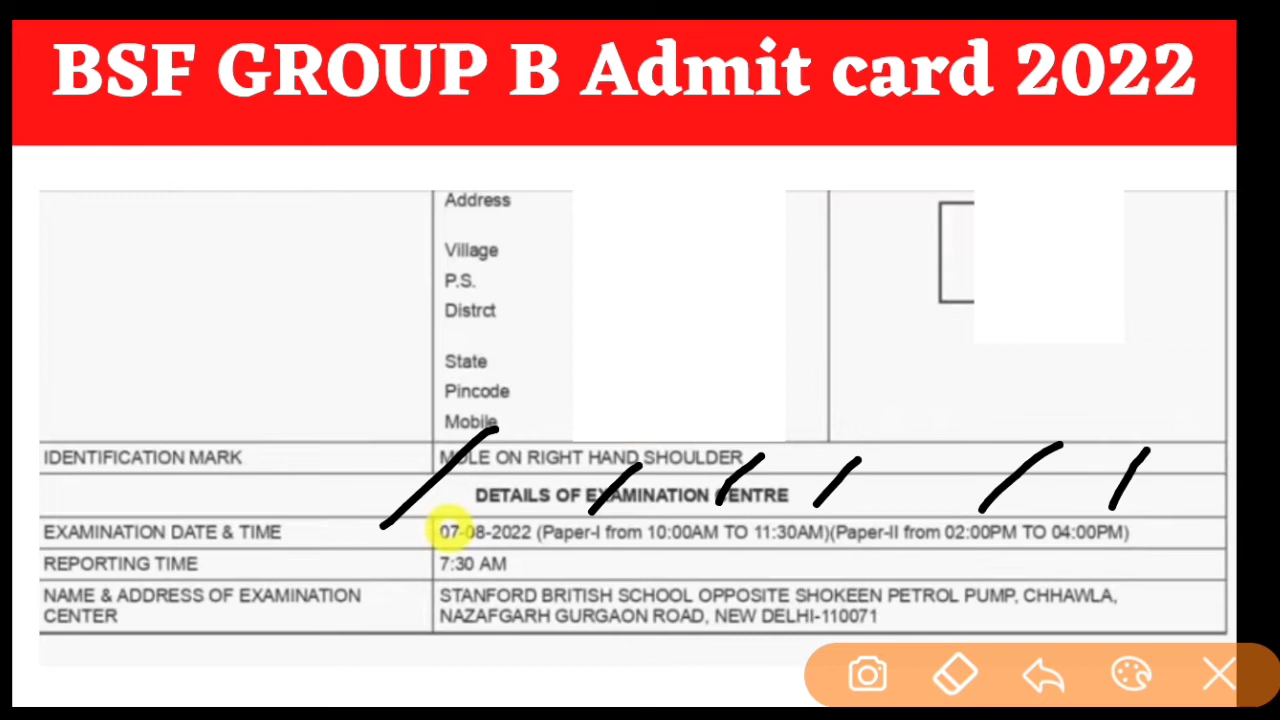 BSF GROUP B Admit card 2022
Address
Village
P.S.
Distrct
State
Pincode
Mobile
IDENTIFICATION MARK MOLE ON RIGHT HAND SHOULDER
DETAILS OF EXAMINATION CENTRE
EXAMINATION DATE & TIME 07-08-2022 (Paper-I from 10:00AM TO 11:30AM)(Paper-II from 02:00PM TO 04:00PM)
REPORTING TIME 7:30 AM
NAME & ADDRESS OF EXAMINATION CENTER STANFORD BRITISH SCHOOL OPPOSITE SHOKEEN PETROL PUMP, CHHAWLA,
NAZAFGARH GURGAON ROAD, NEW DELHI-110071